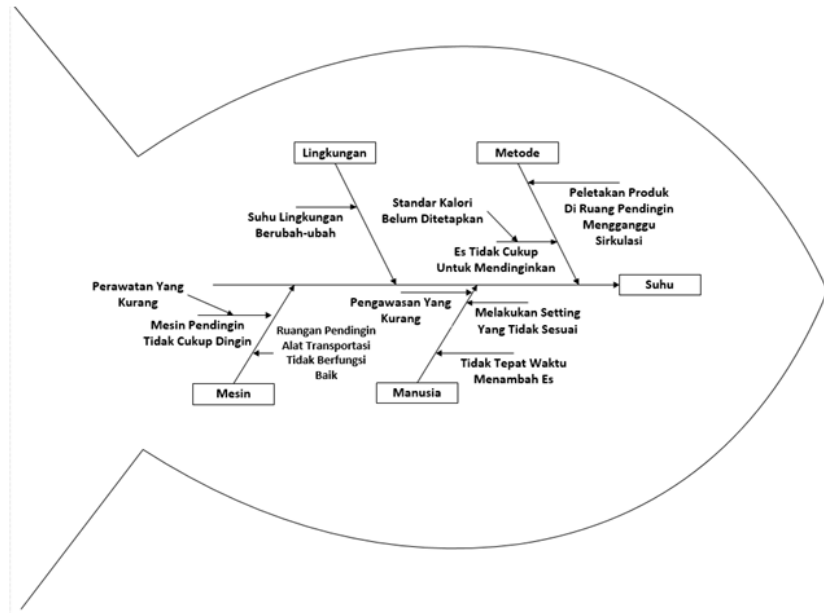 Lingkungan
Metode
Suhu Lingkungan
Berubah-ubah
Standar Kalori
Belum Ditetapkan
Es Tidak Cukup
Untuk Mendinginkan
Peletakan Produk
Di Ruang Pendingin
Mengganggu
Sirkulasi
Suhu
Perawatan Yang
Kurang
Mesin Pendingin
Tidak Cukup Dingin
Ruangan Pendingin
Alat Transportasi
Tidak Berfungsi
Baik
Pengawasan Yang
Kurang
Melakukan Setting
Yang Tidak Sesuai
Tidak Tepat Waktu
Menambah Es
Mesin
Manusia